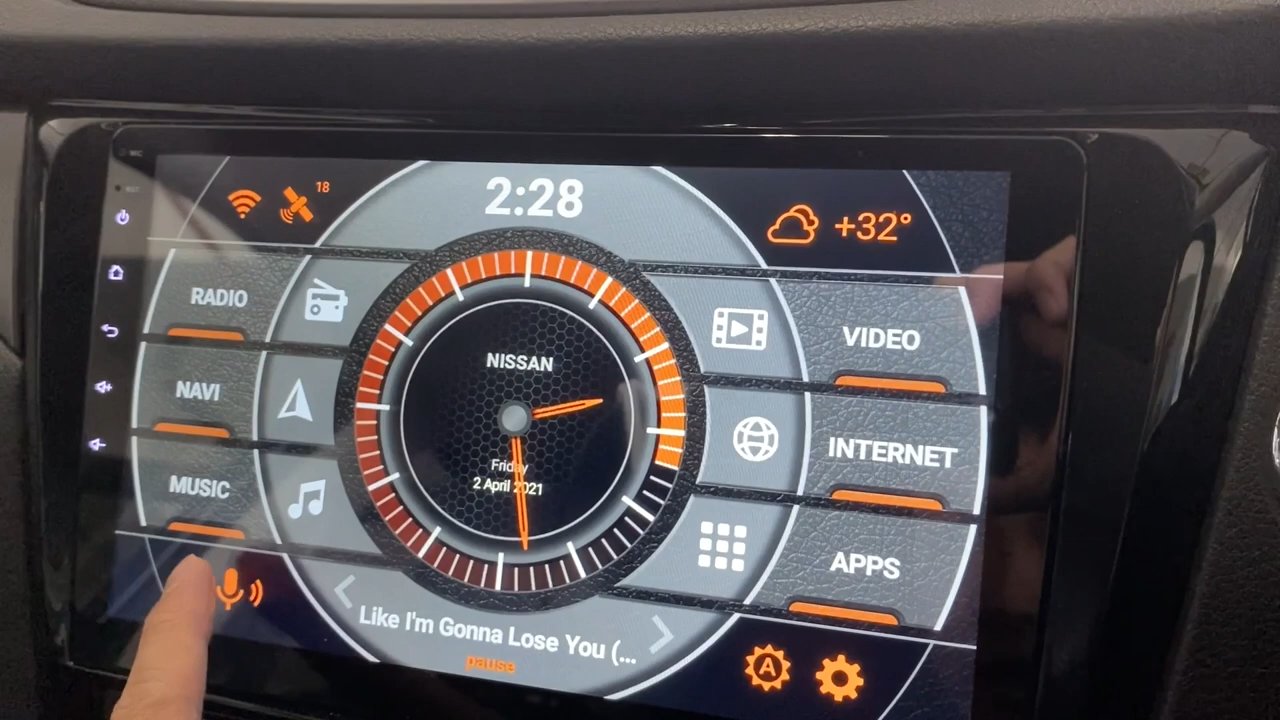 RST
18
2:28
+32°
RADIO
NAVI
MUSIC
NISSAN
Friday
2 April 2021
VIDEO
INTERNET
APPS
Like I'm Gonna Lose You (...
pause
A